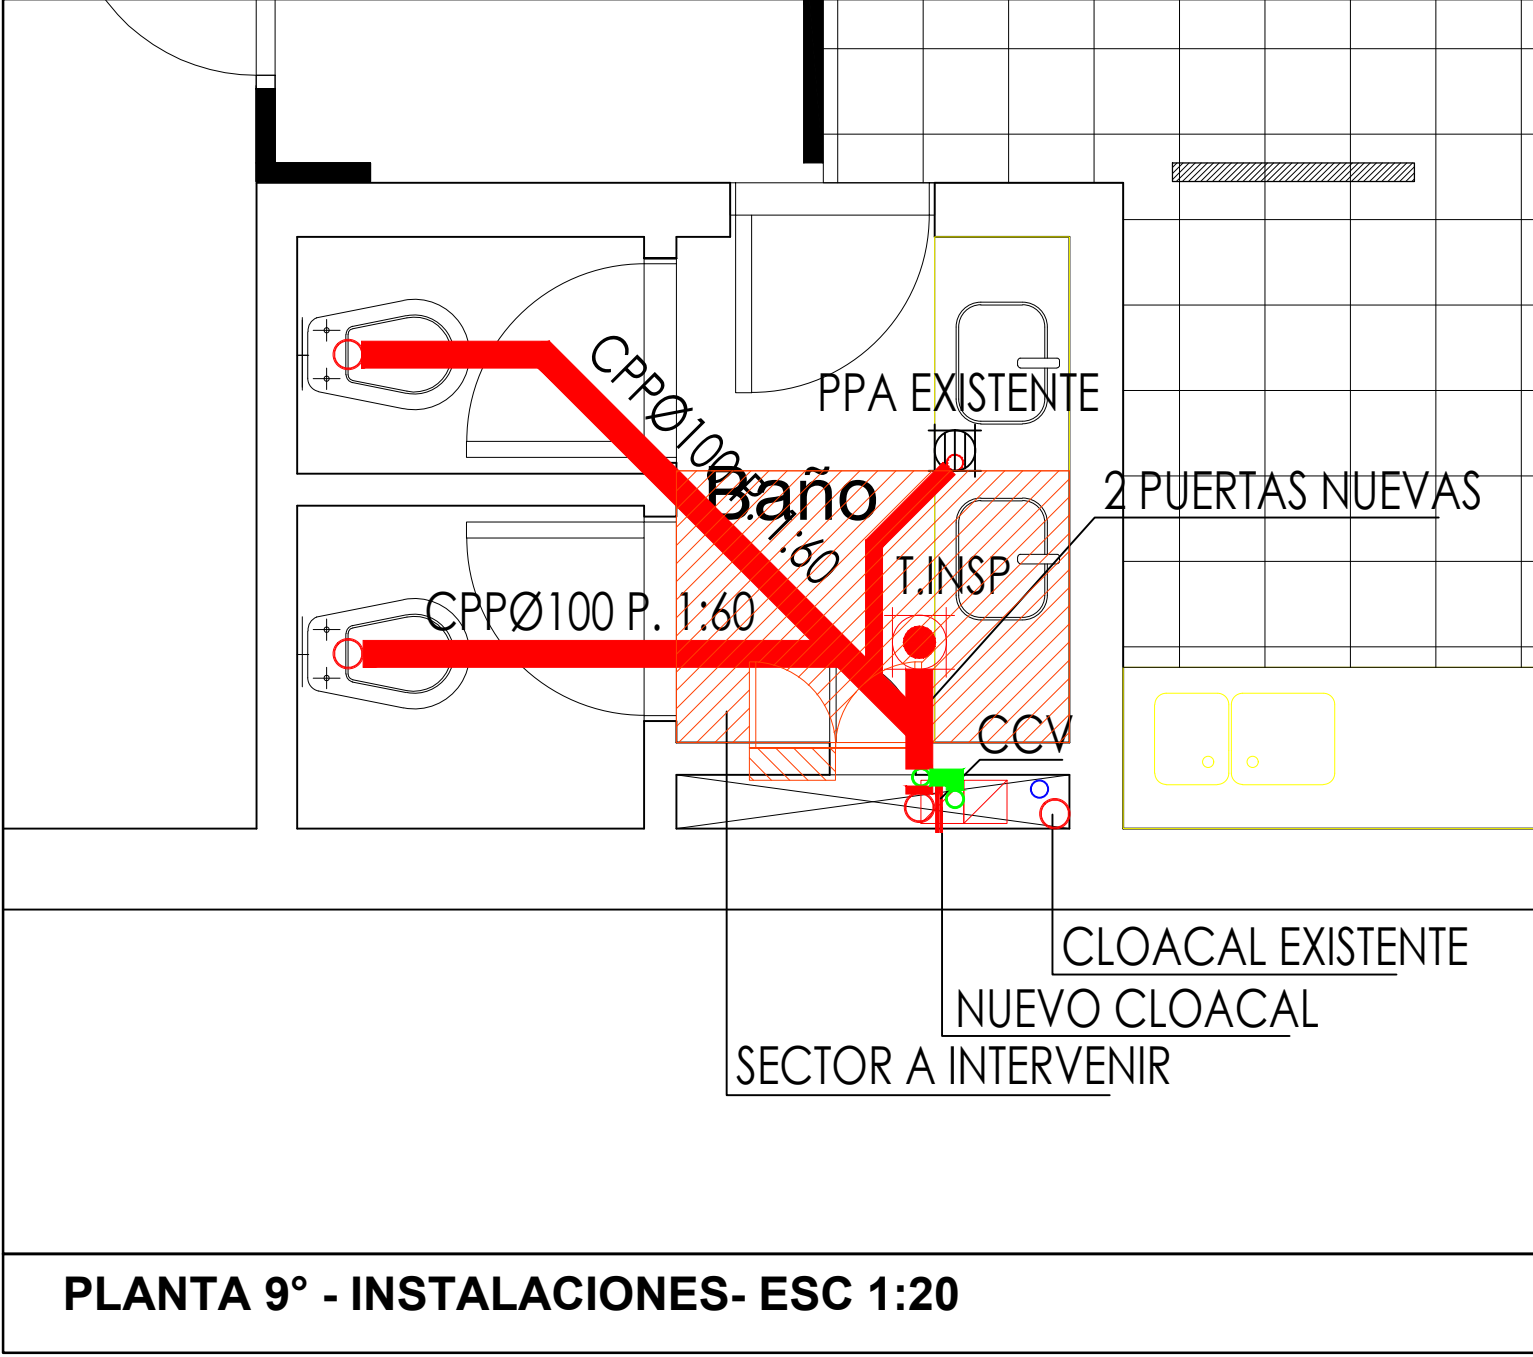 CPPØ100 P. 1:60
PPA EXISTENTE
Baño
2 PUERTAS NUEVAS
T.INSP
CPPØ100 P. 1:60
CCV
CLOACAL EXISTENTE
NUEVO CLOACAL
SECTOR A INTERVENIR
PLANTA 9° - INSTALACIONES- ESC 1:20